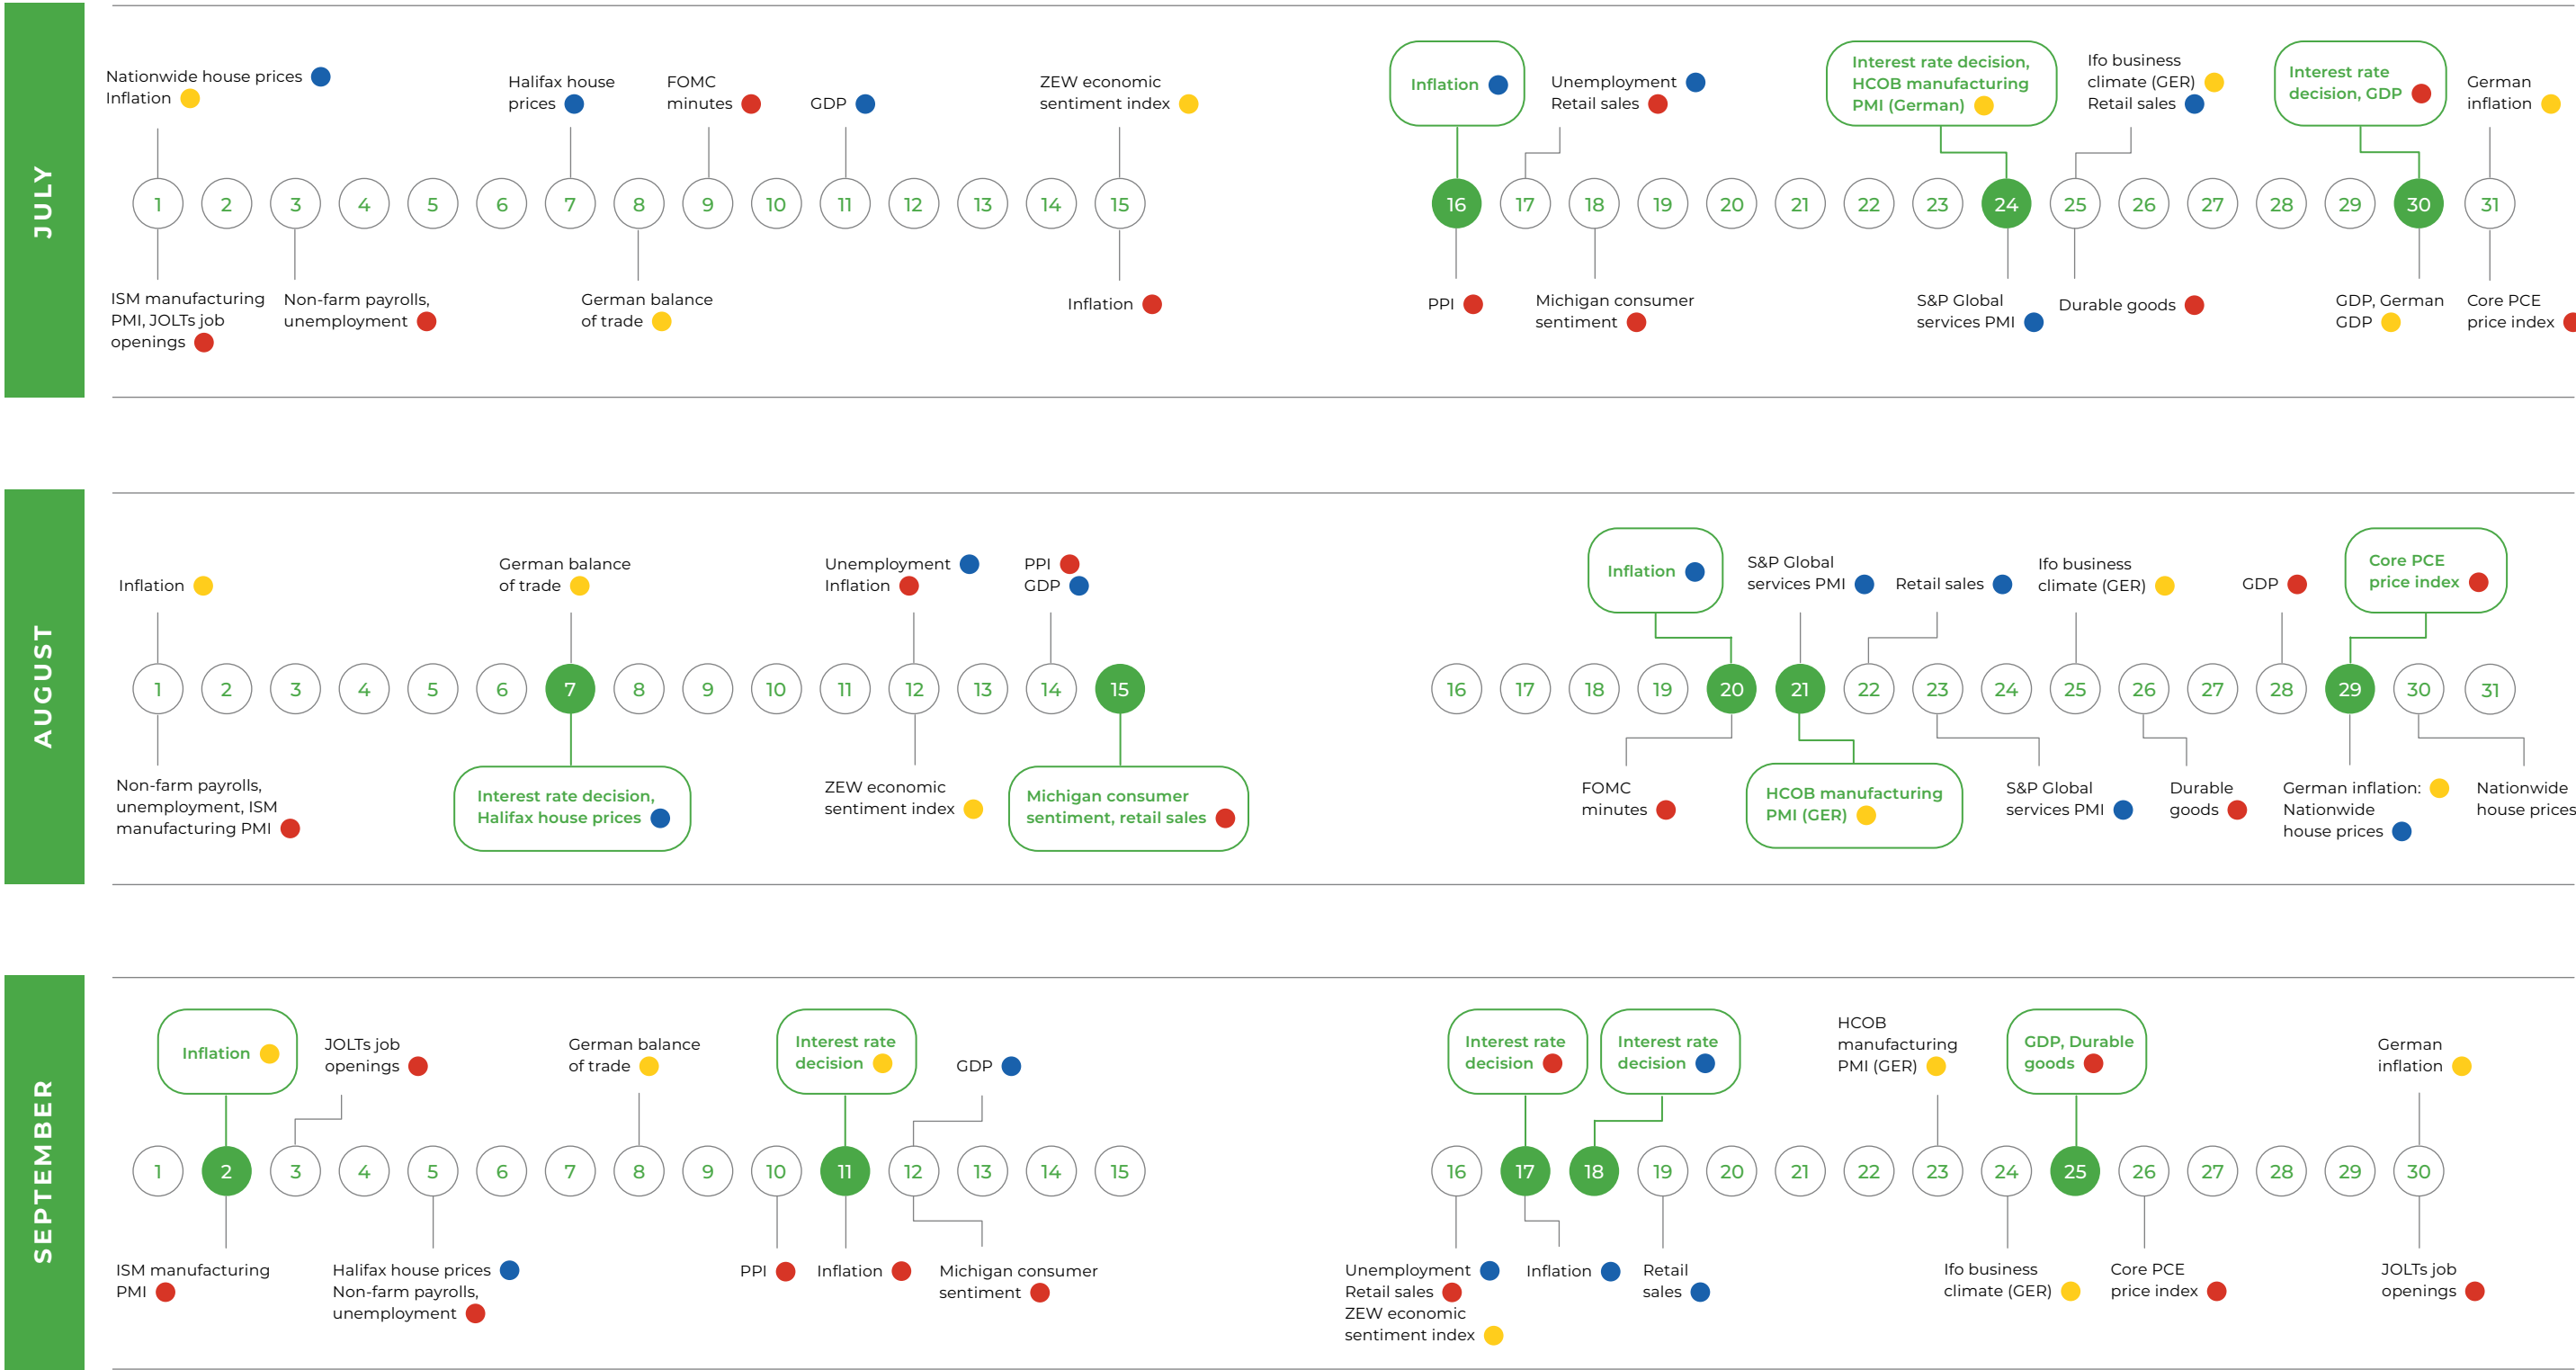 JULY
Nationwide house prices
Inflation
Halifax house
prices
FOMC
minutes
GDP
ZEW economic
sentiment index
Inflation
Unemployment
Retail sales
Interest rate decision,
HCOB manufacturing
PMI (German)
Ifo business
climate (GER)
Retail sales
Interest rate
decision, GDP
German
inflation
1 2 3 4 5 6 7 8 9 10 11 12 13 14 15 16 17 18 19 20 21 22 23 24 25 26 27 28 29 30 31
ISM manufacturing
PMI, JOLTs job
openings
Non-farm payrolls,
unemployment
German balance
of trade
Inflation
PPI
Michigan consumer
sentiment
S&P Global
services PMI
Durable goods
GDP, German
GDP
Core PCE
price index
AUGUST
Inflation
German balance
of trade
Unemployment
Inflation
PPI
GDP
Inflation
S&P Global
services PMI
Retail sales
Ifo business
climate (GER)
GDP
Core PCE
price index
1 2 3 4 5 6 7 8 9 10 11 12 13 14 15 16 17 18 19 20 21 22 23 24 25 26 27 28 29 30 31
Non-farm payrolls,
unemployment, ISM
manufacturing PMI
Interest rate decision,
Halifax house prices
ZEW economic
sentiment index
Michigan consumer
sentiment, retail sales
FOMC
minutes
HCOB manufacturing
PMI (GER)
S&P Global
services PMI
Durable
goods
German inflation:
Nationwide
house prices
Nationwide
house prices
SEPTEMBER
Inflation
JOLTs job
openings
German balance
of trade
Interest rate
decision
GDP
Interest rate
decision
Interest rate
decision
HCOB
manufacturing
PMI (GER)
GDP, Durable
goods
German
inflation
1 2 3 4 5 6 7 8 9 10 11 12 13 14 15 16 17 18 19 20 21 22 23 24 25 26 27 28 29 30
ISM manufacturing
PMI
Halifax house prices
Non-farm payrolls,
unemployment
PPI
Inflation
Michigan consumer
sentiment
Unemployment
Retail sales
ZEW economic
sentiment index
Inflation
Retail
sales
Ifo business
climate (GER)
Core PCE
price index
JOLTs job
openings